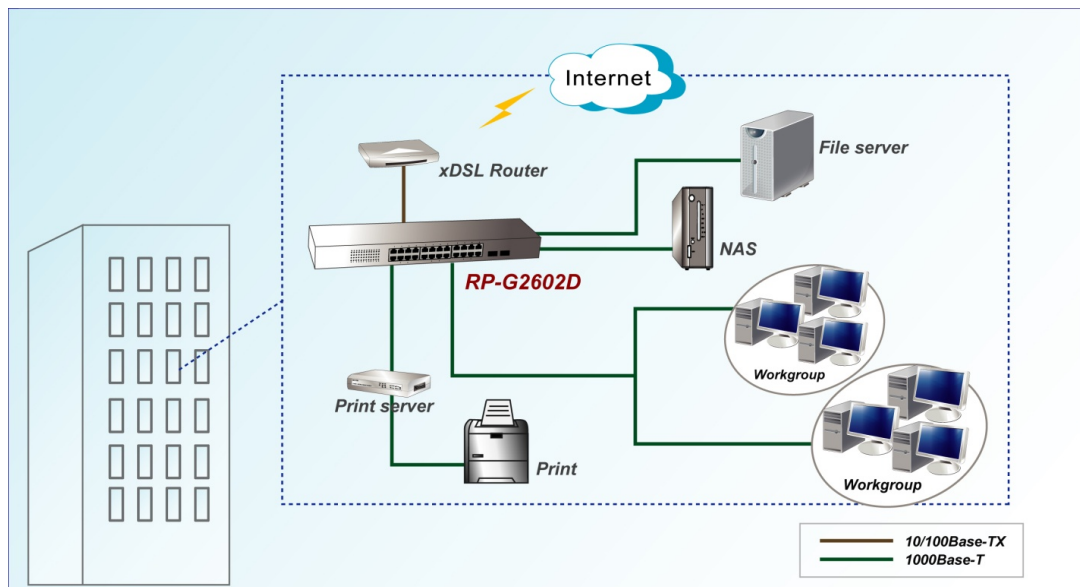 Internet
File server
xDSL Router
NAS
RP-G2602D
Workgroup
Print server
Print
Workgroup
10/100Base-TX
1000Base-T